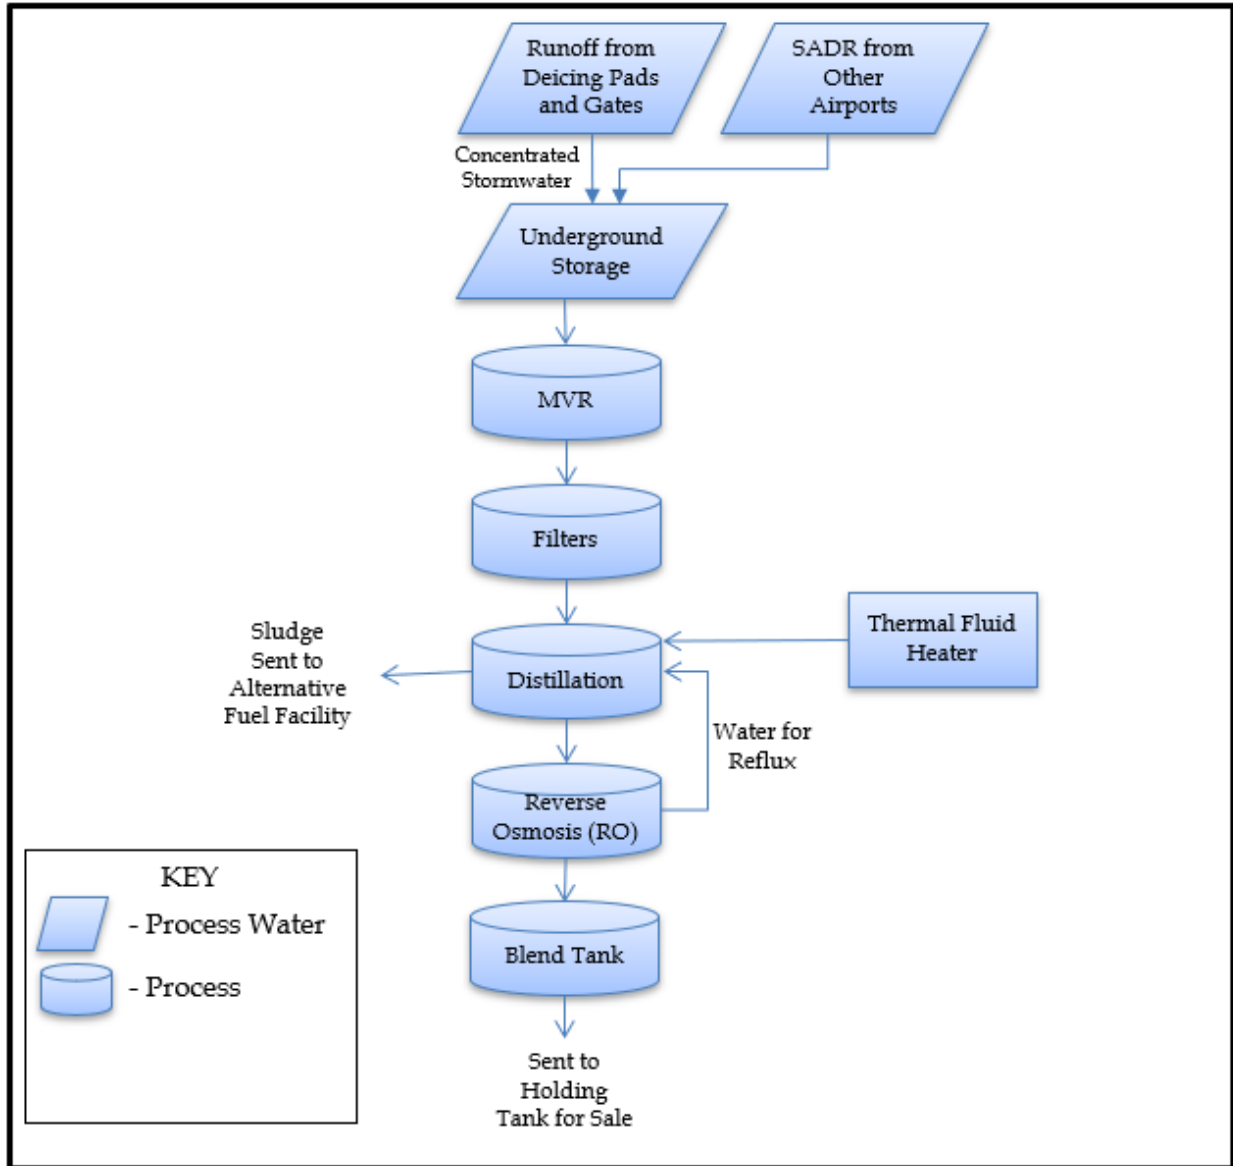 Runoff from
Deicing Pads
and Gates
SADR from
Other
Airports
Concentrated
Stormwater
Underground
Storage
MVR
Filters
Thermal Fluid
Heater
Sludge
Sent to
Alternative
Fuel Facility
Distillation
Water for
Reflux
Reverse
Osmosis (RO)
Blend Tank
Sent to
Holding
Tank for Sale
KEY
- Process Water
- Process